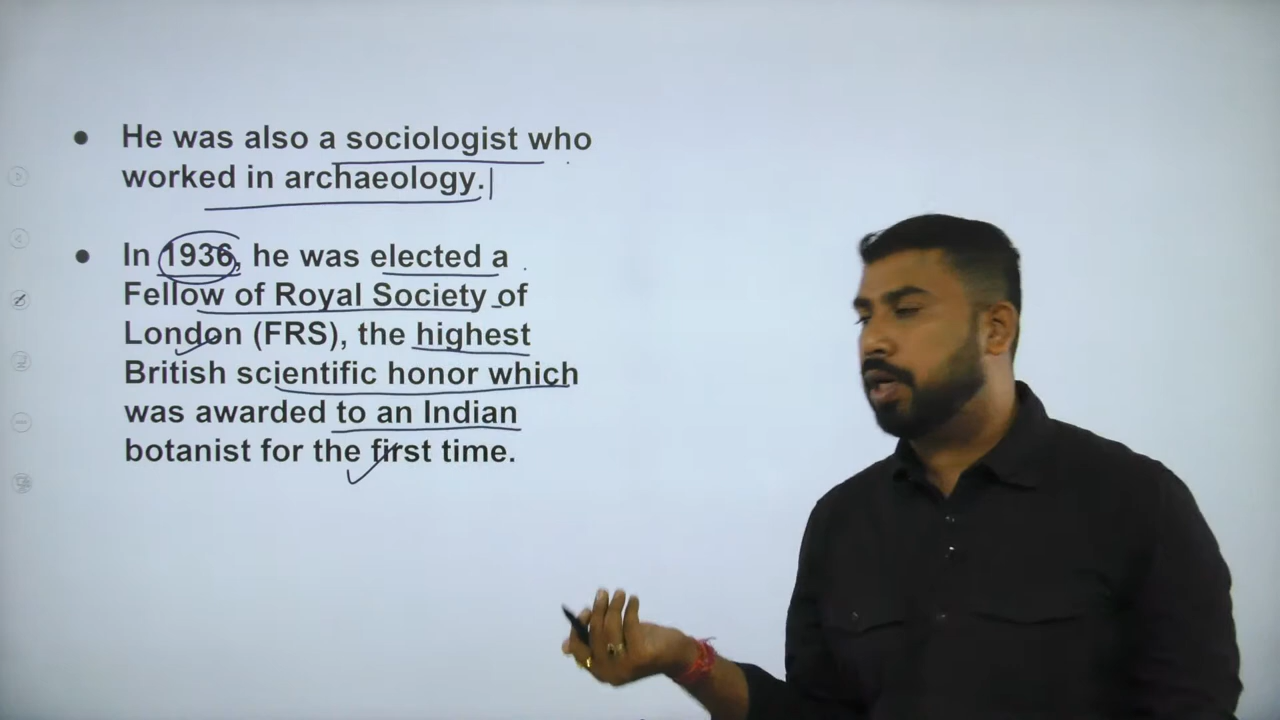 ● He was also a sociologist who
worked in archaeology.
● In 1936, he was elected a
Fellow of Royal Society of
London (FRS), the highest
British scientific honor which
was awarded to an Indian
botanist for the first time.